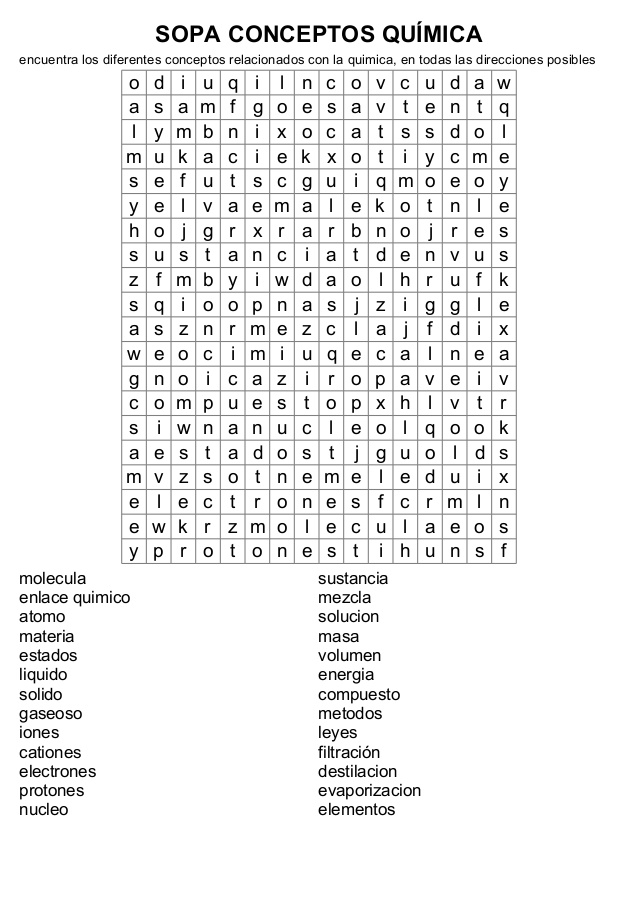 SOPA CONCEPTOS QUÍMICA
encuentra los diferentes conceptos relacionados con la quimica, en todas las direcciones posibles
o d i u q i l n c o v c u d a w
a s a m f g o e s a v t e n t q
l y m b n i x o c a t s s d o l
m u k a c i e k x o t i y c m e
s e f u t s c g u i q m o e o y
y e l v a e m a l e k o t n l e
h o j g r x r a r b n o j r e s
s u s t a n c i a t d e n v u s
z f m b y i w d a o l h r u f k
s q i o o p n a s j z i g g l e
a s z n r m e z c l a j f d i x
w e o c i m i u q e c a l n e a
g n o i c a z i r o p a v e i v
c o m p u e s t o p x h l v t r
s i w n a n u c l e o l q o o k
a e s t a d o s t j g u o l d s
m v z s o t n e m e l e d u i x
e l e c t r o n e s f c r m l n
e w k r z m o l e c u l a e o s
y p r o t o n e s t i h u n s f
molecula
enlace quimico
atomo
materia
estados
liquido
solido
gaseoso
iones
cationes
electrones
protones
nucleo
sustancia
mezcla
solucion
masa
volumen
energia
compuesto
metodos
leyes
filtración
destilacion
evaporizacion
elementos